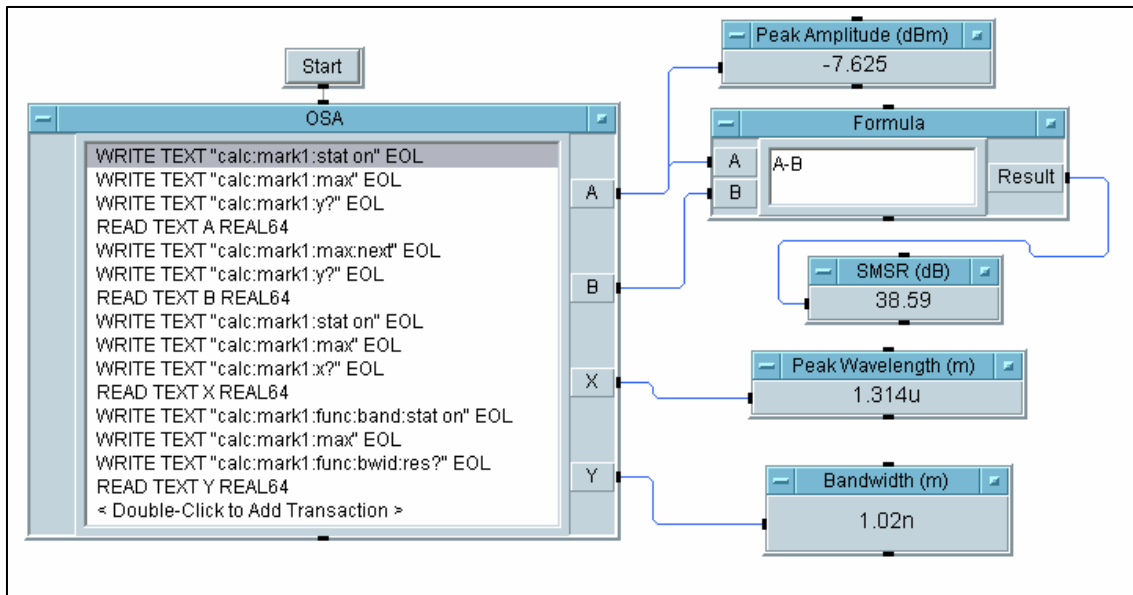 Start
OSA
WRITE TEXT "calc:mark1:stat on" EOL
WRITE TEXT "calc:mark1:max" EOL
WRITE TEXT "calc:mark1:y?" EOL
READ TEXT A REAL64
WRITE TEXT "calc:mark1:max:next" EOL
WRITE TEXT "calc:mark1:y?" EOL
READ TEXT B REAL64
WRITE TEXT "calc:mark1:stat on" EOL
WRITE TEXT "calc:mark1:max" EOL
WRITE TEXT "calc:mark1:x?" EOL
READ TEXT X REAL64
WRITE TEXT "calc:mark1:func:band:stat on" EOL
WRITE TEXT "calc:mark1:max" EOL
WRITE TEXT "calc:mark1:func:bwid:res?" EOL
READ TEXT Y REAL64
< Double-Click to Add Transaction >
A
B
X
Y
Peak Amplitude (dBm)
-7.625
Formula
A
B
A-B
Result
SMSR (dB)
38.59
Peak Wavelength (m)
1.314u
Bandwidth (m)
1.02n